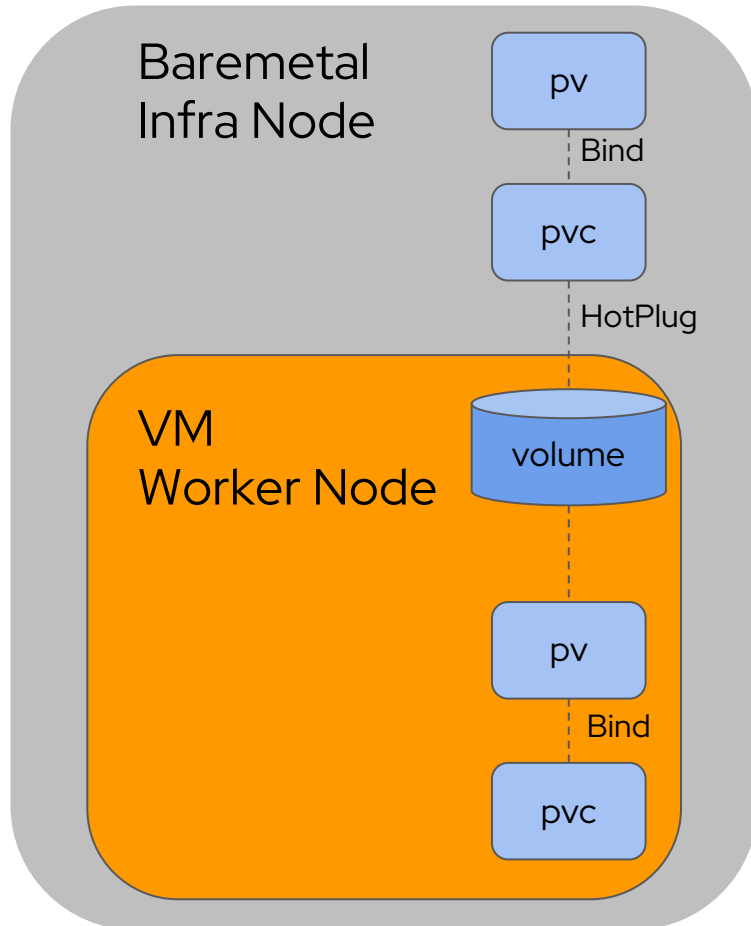 Baremetal
Infra Node
pv
Bind
pvc
HotPlug
VM
Worker Node
volume
pv
Bind
pvc